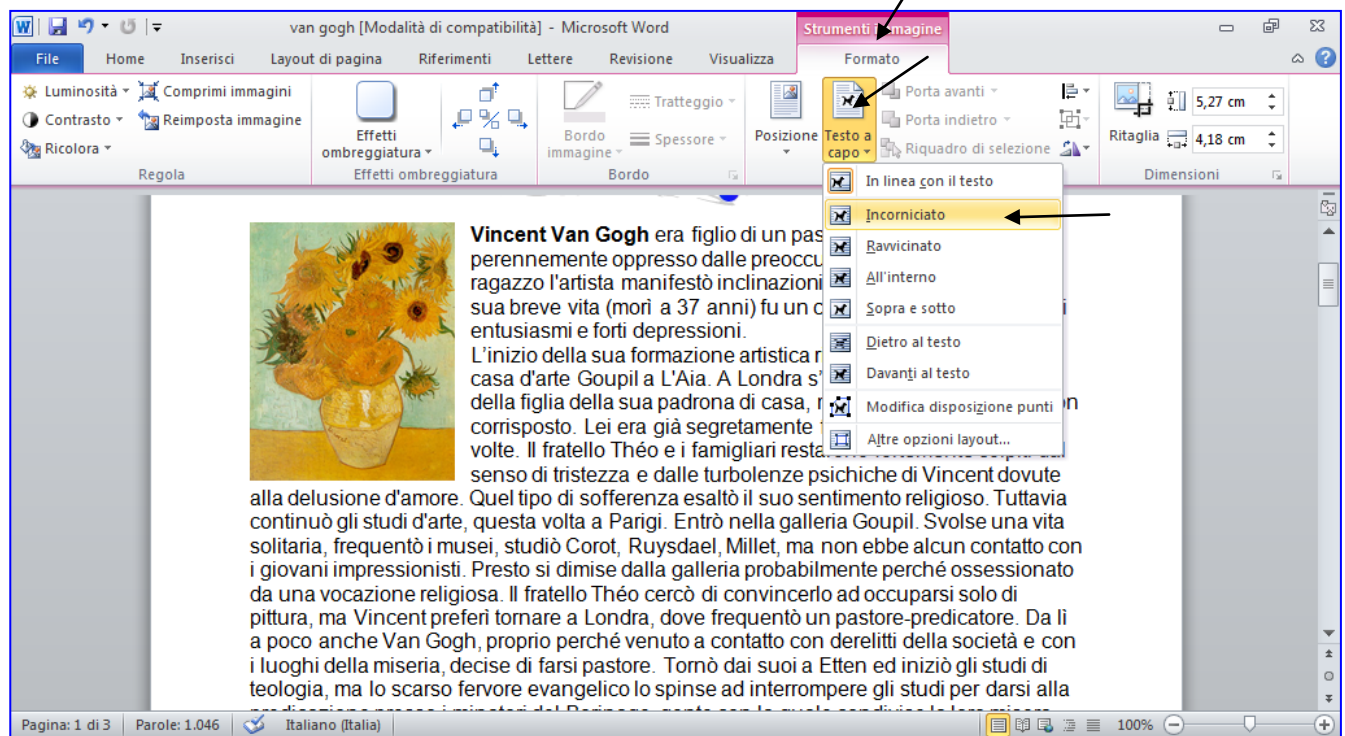 van gogh [Modalità di compatibilità] - Microsoft Word
Strumenti immagine
File Home Inserisci Layout di pagina Riferimenti Lettere Revisione Visualizza Formato
Luminosità Comprimi immagini
Contrasto Reimposta immagine
Ricolora
Regola
Effetti ombreggiatura
Effetti ombreggiatura
Bordo immagine
Tratteggio
Spessore
Bordo
Posizione
Testo a capo
Porta avanti
Porta indietro
Riquadro di selezione
Ritaglia
5,27 cm
4,18 cm
Dimensioni
In linea con il testo
Incorniciato
Ravvicinato
All'interno
Sopra e sotto
Dietro al testo
Davanti al testo
Modifica disposizione punti
Altre opzioni layout...
Vincent Van Gogh era figlio di un
perennemente oppresso dalle
ragazzo l'artista manifestò inclinazioni
sua breve vita (morì a 37 anni) fu un
entusiasmi e forti depressioni.
L'inizio della sua formazione artistica
casa d'arte Goupil a L'Aia. A Londra
della figlia della sua padrona di casa,
corrisposto. Lei era già segretamente
volte. Il fratello Théo e i famigliari
senso di tristezza e dalle turbolenze psichiche di Vincent dovute
alla delusione d'amore. Quel tipo di sofferenza esaltò il suo sentimento religioso. Tuttavia
continuò gli studi d'arte, questa volta a Parigi. Entrò nella galleria Goupil. Svolse una vita
solitaria, frequentò i musei, studiò Corot, Ruysdael, Millet, ma non ebbe alcun contatto con
i giovani impressionisti. Presto si dimise dalla galleria probabilmente perché ossessionato
da una vocazione religiosa. Il fratello Théo cercò di convincerlo ad occuparsi solo di
pittura, ma Vincent preferì tornare a Londra, dove frequentò un pastore-predicatore. Da lì
a poco anche Van Gogh, proprio perché venuto a contatto con derelitti della società e con
i luoghi della miseria, decise di farsi pastore. Tornò dai suoi a Etten ed iniziò gli studi di
teologia, ma lo scarso fervore evangelico lo spinse ad interrompere gli studi per darsi alla
Pagina: 1 di 3 Parole: 1.046 Italiano (Italia) 100%